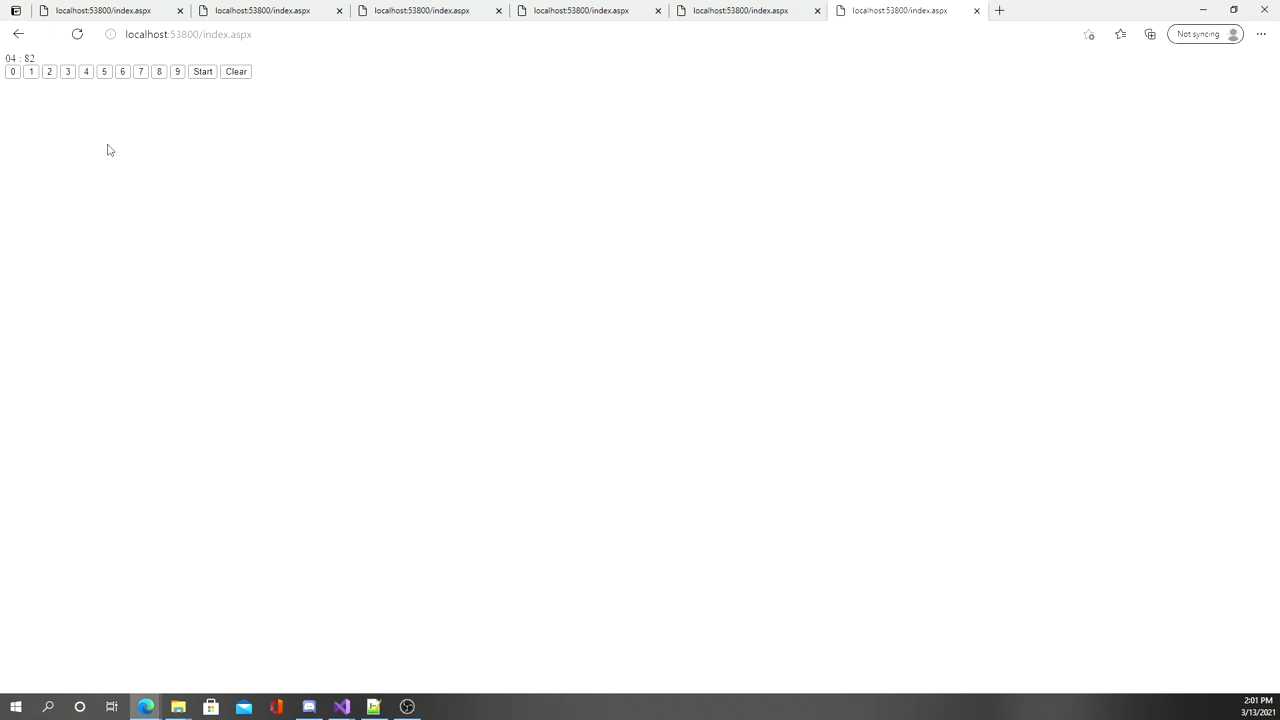 localhost:53800/index.aspx
localhost:53800/index.aspx
localhost:53800/index.aspx
localhost:53800/index.aspx
localhost:53800/index.aspx
localhost:53800/index.aspx
localhost:53800/index.aspx
Not syncing
04 : 82
0 1 2 3 4 5 6 7 8 9 Start Clear
2:01 PM
3/13/2021